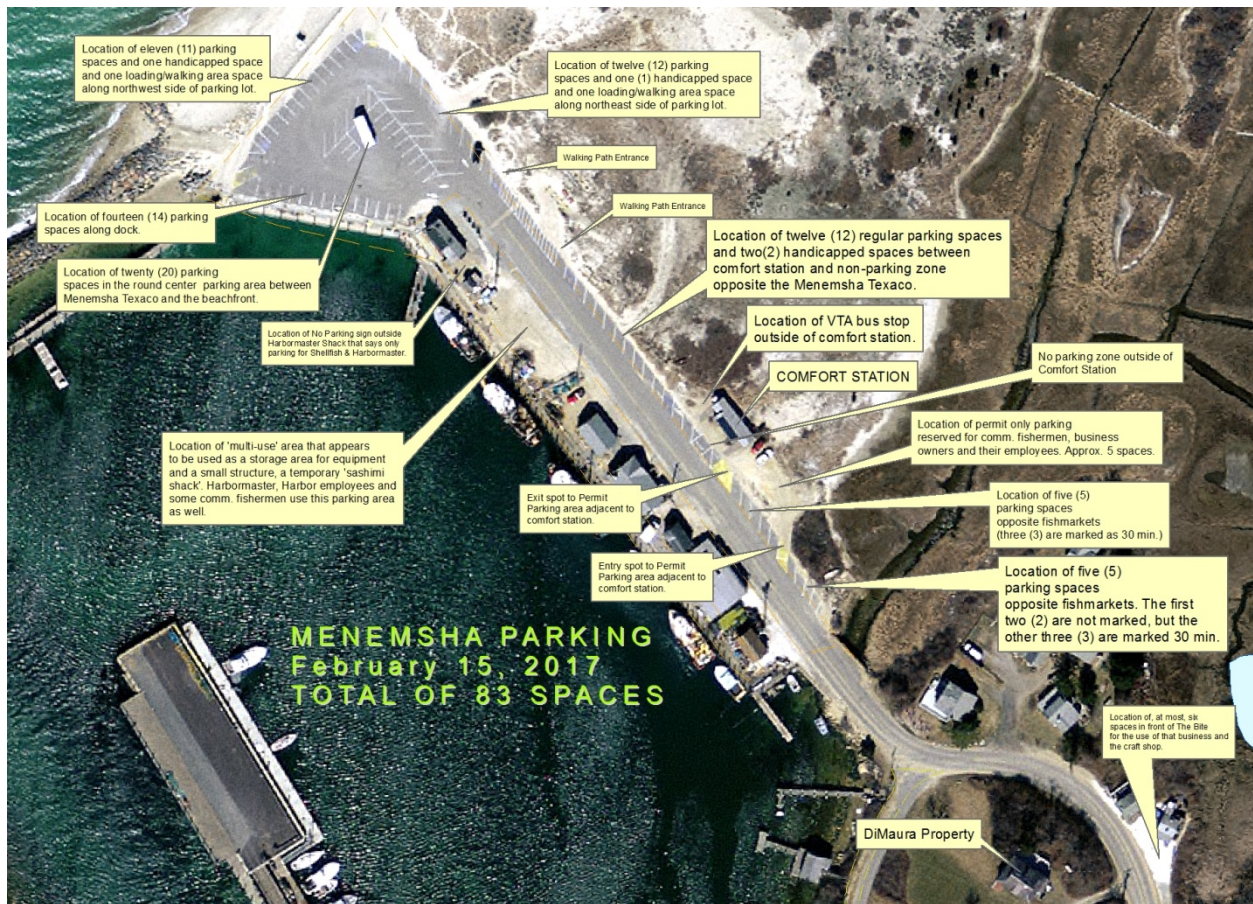 Location of eleven (11) parking
spaces and one handicapped space
and one loading/walking area space
along northwest side of parking lot.
Location of twelve (12) parking
spaces and one (1) handicapped space
and one loading/walking area space
along northeast side of parking lot.
Walking Path Entrance
Walking Path Entrance
Location of fourteen (14) parking
spaces along dock.
Location of twelve (12) regular parking spaces
and two(2) handicapped spaces between
comfort station and non-parking zone
opposite the Menemsha Texaco.
Location of twenty (20) parking
spaces in the round center parking area between
Menemsha Texaco and the beachfront.
Location of No Parking sign outside
Harbormaster Shack that says only
parking for Shellfish & Harbormaster.
Location of VTA bus stop
outside of comfort station.
No parking zone outside of
Comfort Station
COMFORT STATION
Location of permit only parking
reserved for comm. fishermen, business
owners and their employees. Approx. 5 spaces.
Location of 'multi-use' area that appears
to be used as a storage area for equipment
and a small structure, a temporary 'sashimi
shack'. Harbormaster, Harbor employees and
some comm. fishermen use this parking area
as well.
Exit spot to Permit
Parking area adjacent to
comfort station.
Location of five (5)
parking spaces
opposite fishmarkets
(three (3) are marked as 30 min.)
Entry spot to Permit
Parking area adjacent to
comfort station.
Location of five (5)
parking spaces
opposite fishmarkets. The first
two (2) are not marked, but the
other three (3) are marked 30 min.
MENEMSHA PARKING
February 15, 2017
TOTAL OF 83 SPACES
Location of, at most, six
spaces in front of The Bite
for the use of that business and
the craft shop.
DiMaura Property